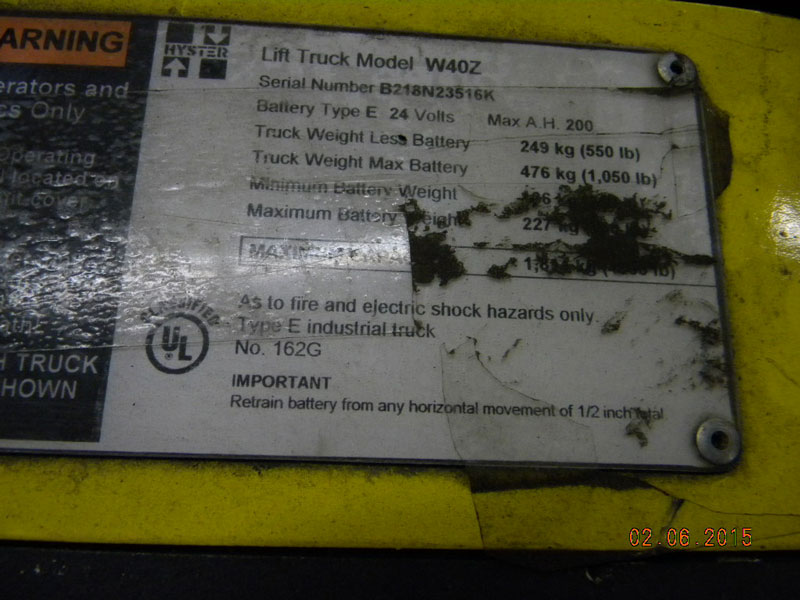 ARNING
erators and
cs Only
operating
located on
HYSTER
Lift Truck Model W40Z
Serial Number B218N23516K
Battery Type E 24 Volts Max A.H. 200
Truck Weight Less Battery 249 kg (550 lb)
Truck Weight Max Battery 476 kg (1,050 lb)
Minimum Battery Weight
Maximum Battery Weight 227
As to fire and electric shock hazards only.
Type E industrial truck
No. 162G
CLASSIFIED
UL
IMPORTANT
Retrain battery from any horizontal movement of 1/2 inch total
H TRUCK
SHOWN
02.06.2015